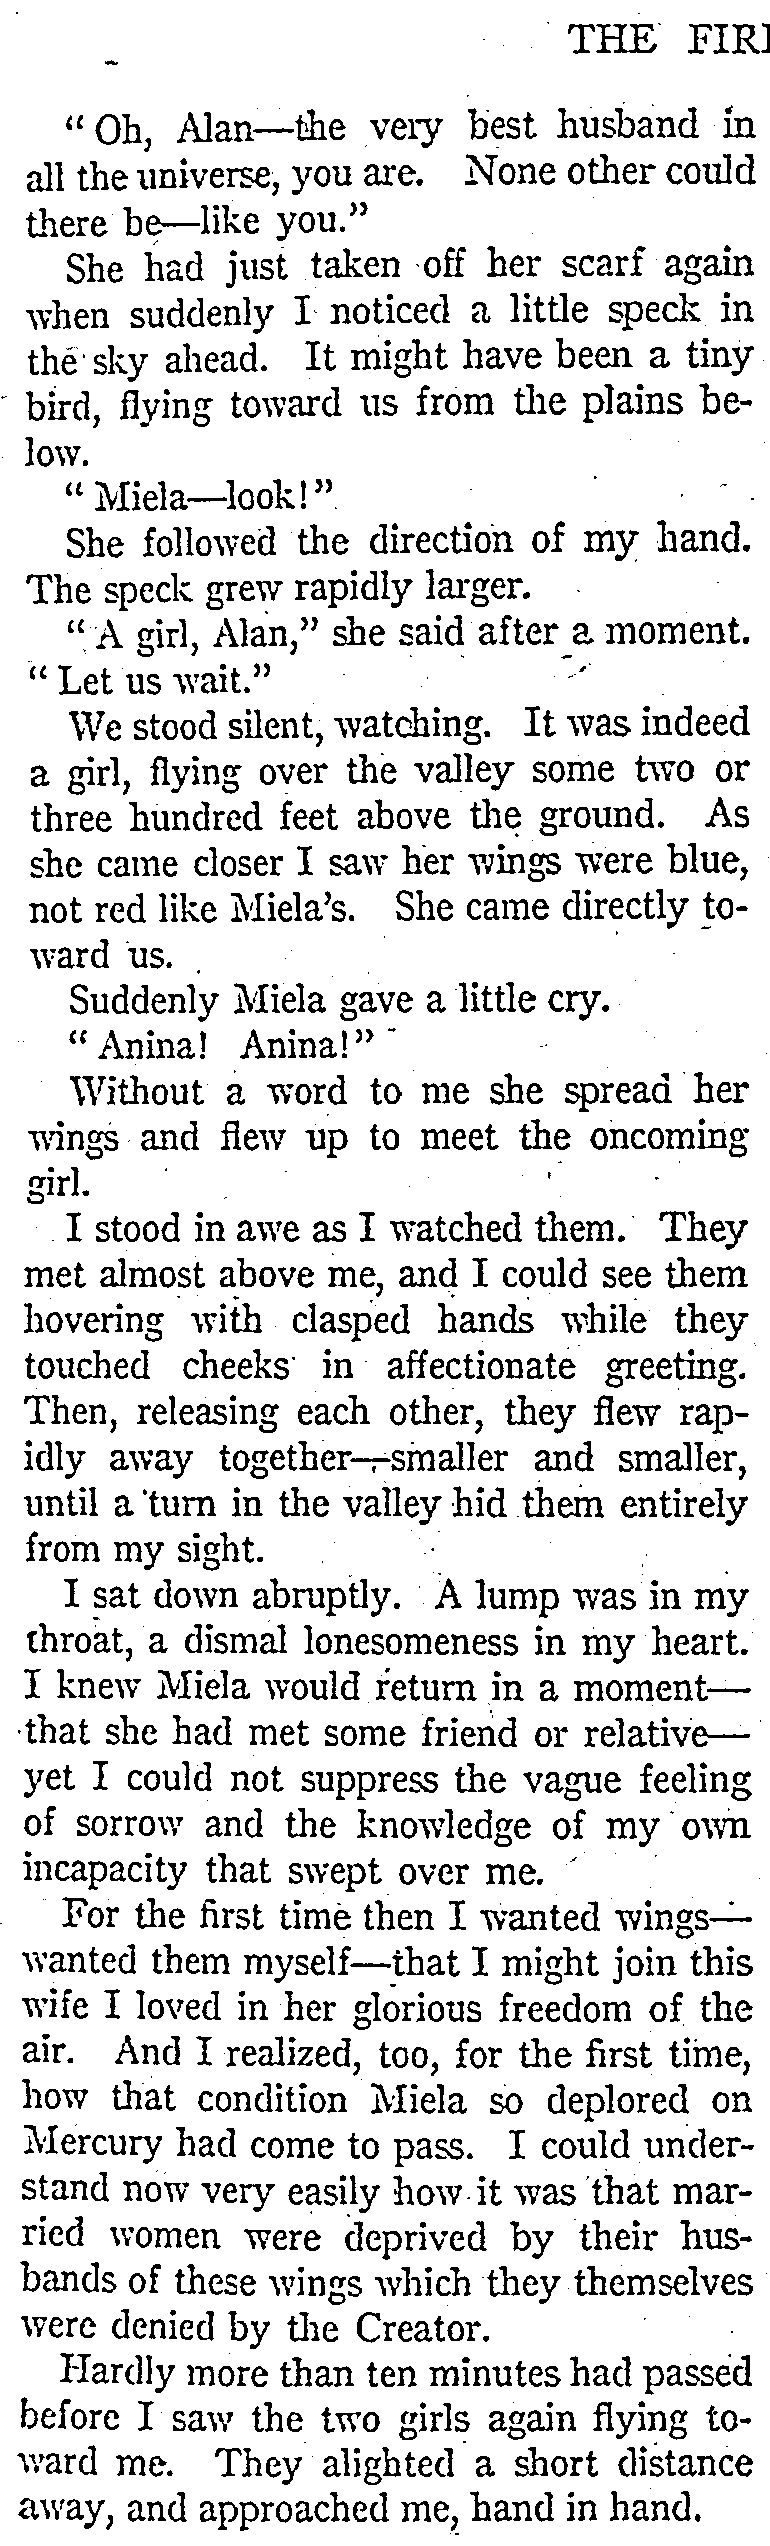 THE FIR
"Oh, Alan—the very best husband in
all the universe, you are. None other could
there be—like you."
She had just taken off her scarf again
when suddenly I noticed a little speck in
the sky ahead. It might have been a tiny
bird, flying toward us from the plains be-
low.
"Miela—look!"
She followed the direction of my hand.
The speck grew rapidly larger.
"A girl, Alan," she said after a moment.
"Let us wait."
We stood silent, watching. It was indeed
a girl, flying over the valley some two or
three hundred feet above the ground. As
she came closer I saw her wings were blue,
not red like Miela's. She came directly to-
ward us.
Suddenly Miela gave a little cry.
"Anina! Anina!"
Without a word to me she spread her
wings and flew up to meet the oncoming
girl.
I stood in awe as I watched them. They
met almost above me, and I could see them
hovering with clasped hands while they
touched cheeks in affectionate greeting.
Then, releasing each other, they flew rap-
idly away together—smaller and smaller,
until a turn in the valley hid them entirely
from my sight.
I sat down abruptly. A lump was in my
throat, a dismal lonesomeness in my heart.
I knew Miela would return in a moment—
that she had met some friend or relative—
yet I could not suppress the vague feeling
of sorrow and the knowledge of my own
incapacity that swept over me.
For the first time then I wanted wings—
wanted them myself—that I might join this
wife I loved in her glorious freedom of the
air. And I realized, too, for the first time,
how that condition Miela so deplored on
Mercury had come to pass. I could under-
stand now very easily how it was that mar-
ried women were deprived by their hus-
bands of these wings which they themselves
were denied by the Creator.
Hardly more than ten minutes had passed
before I saw the two girls again flying to-
ward me. They alighted a short distance
away, and approached me, hand in hand.